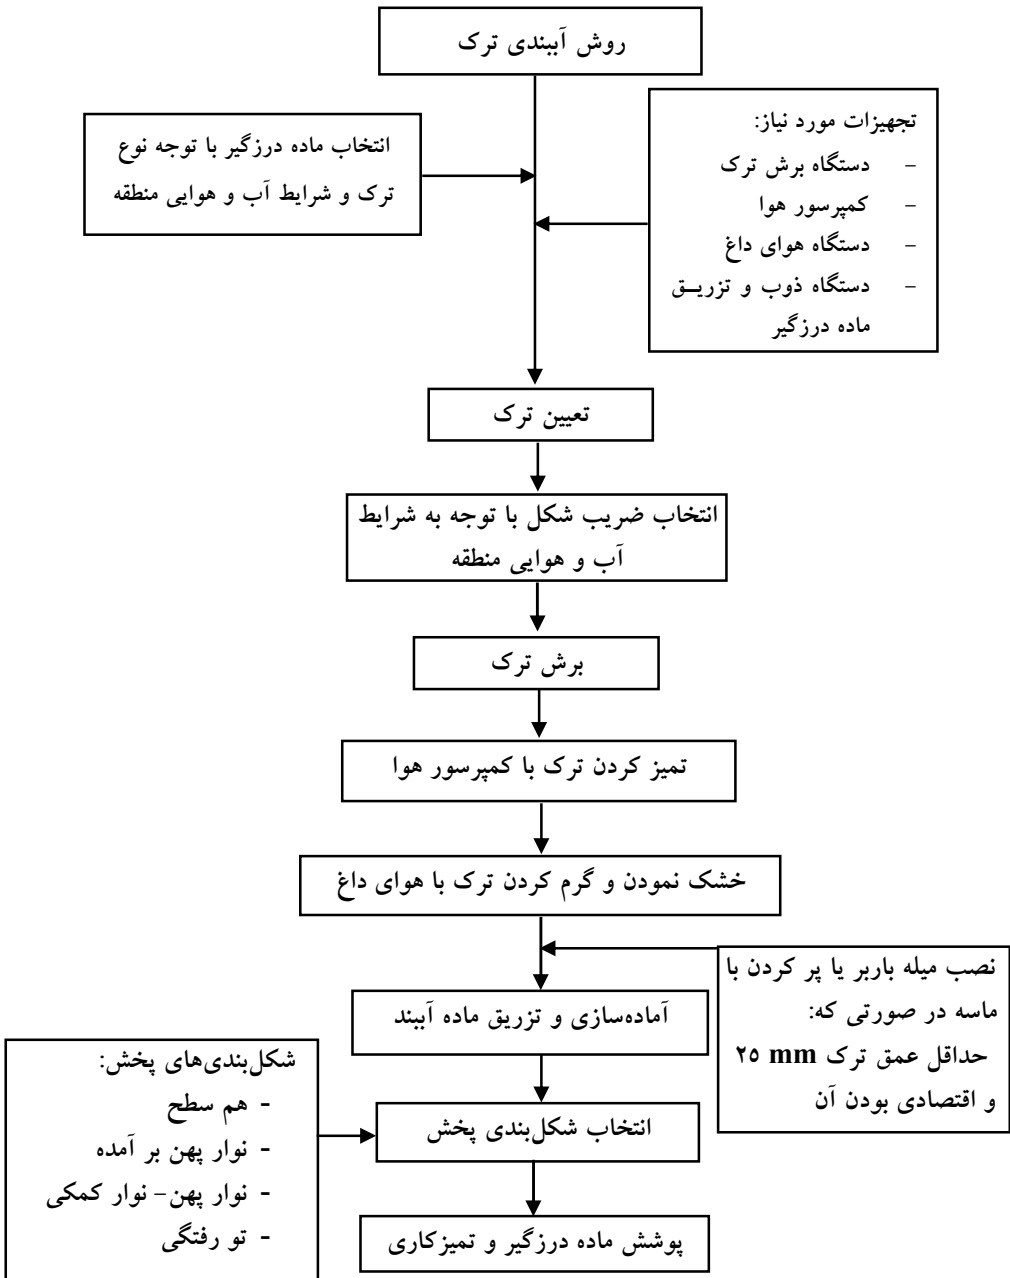 روش آببندی ترک
تجهیزات مورد نیاز:
– دستگاه برش ترک
– کمپرسور هوا
– دستگاه هوای داغ
– دستگاه ذوب و تزریـق
ماده درزگیر
انتخاب ماده درزگیر با توجه نوع
ترک و شرایط آب و هوایی منطقه
تعیین ترک
انتخاب ضریب شکل با توجه به شرایط
آب و هوایی منطقه
برش ترک
تمیز کردن ترک با کمپرسور هوا
خشک نمودن و گرم کردن ترک با هوای داغ
نصب میله باربر یا پر کردن با
ماسه در صورتی که:
حداقل عمق ترک ۲۵ mm
و اقتصادی بودن آن
آماده‌سازی و تزریق ماده آببند
شکل‌بندی‌های پخش:
- هم سطح
- نوار پهن بر آمده
- نوار پهن– نوار کمکی
- تو رفتگی
انتخاب شکل‌بندی پخش
پوشش ماده درزگیر و تمیزکاری